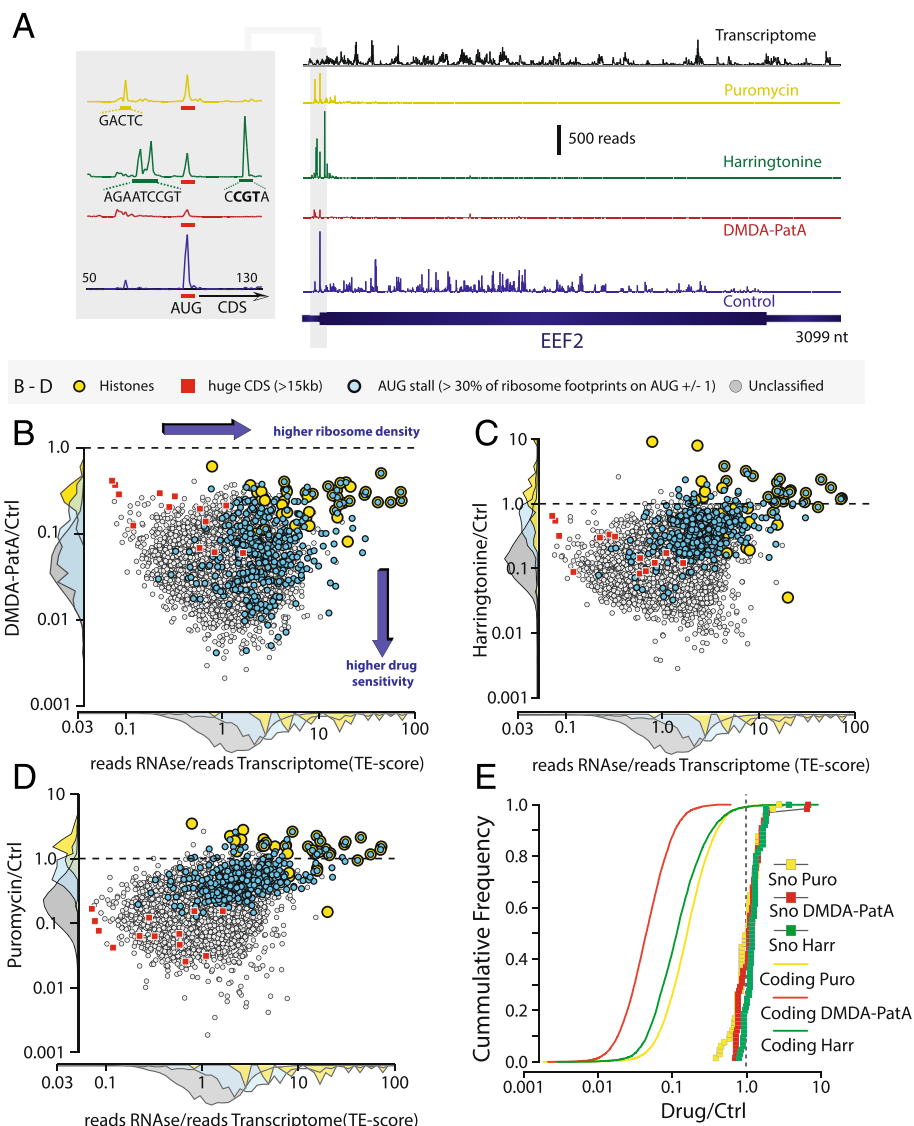 A
Transcriptome
Puromycin
GACTC
500 reads
Harringtonine
AGAATCCGT
CCGTA
DMDA-PatA
50
130
AUG
CDS
Control
EEF2
3099 nt
B - D
Histones
huge CDS (>15kb)
AUG stall (> 30% of ribosome footprints on AUG +/- 1)
Unclassified
B
higher ribosome density
higher drug
sensitivity
DMDA-PatA/Ctrl
1.0
0.1
0.01
0.001
0.03
0.1
1
10
100
reads RNAse/reads Transcriptome(TE-score)
C
Harringtonine/Ctrl
10
1.0
0.1
0.01
.001
0.03
0.1
1.0
10
100
reads RNAse/reads Transcriptome (TE-score)
D
Puromycin/Ctrl
10
1.0
0.1
0.01
.001
0.03
0.1
1
10
100
reads RNAse/reads Transcriptome(TE-score)
E
Cummulative Frequency
1.0
0.8
0.6
0.4
0.2
0.0
0.001
0.01
0.1
1.0
10
Drug/Ctrl
Sno Puro
Sno DMDA-PatA
Sno Harr
Coding Puro
Coding DMDA-PatA
Coding Harr